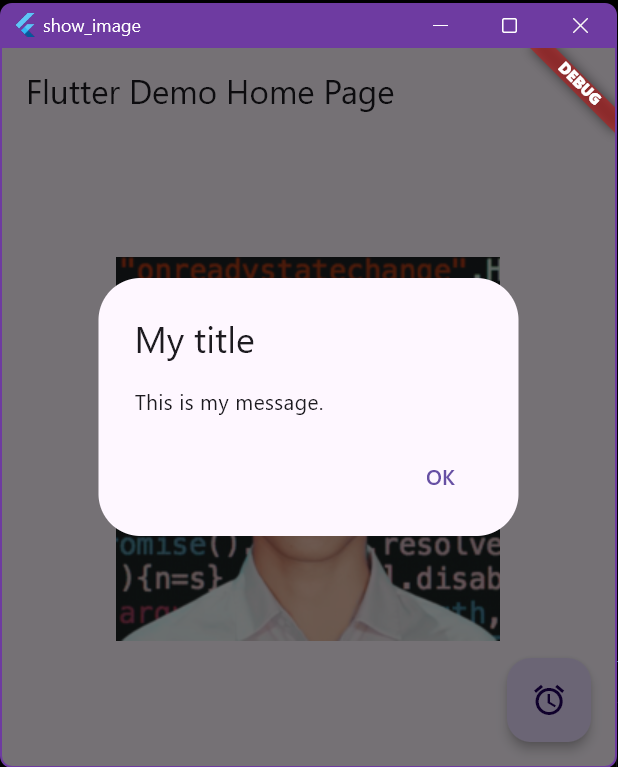 show_image
DEBUG
Flutter Demo Home Page
"onreadystatechange".H
My title
This is my message.
OK
omise() resolve
){n=s} .disab
arg th,